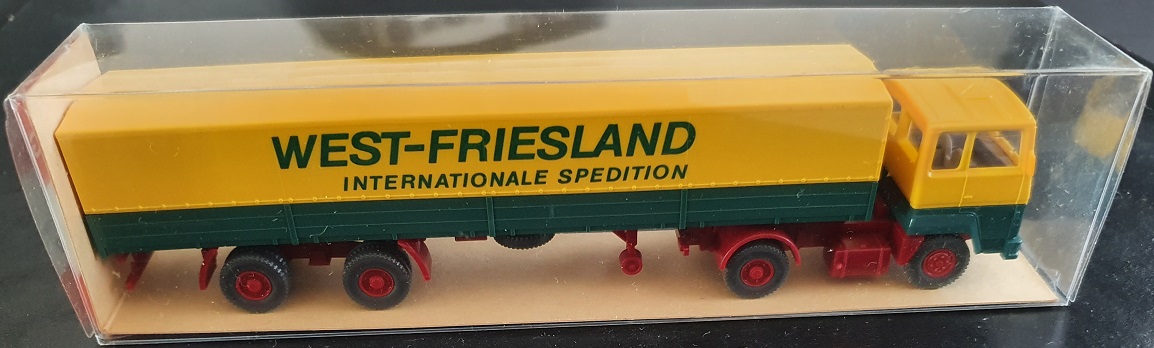 WEST-FRIESLAND
INTERNATIONALE SPEDITION